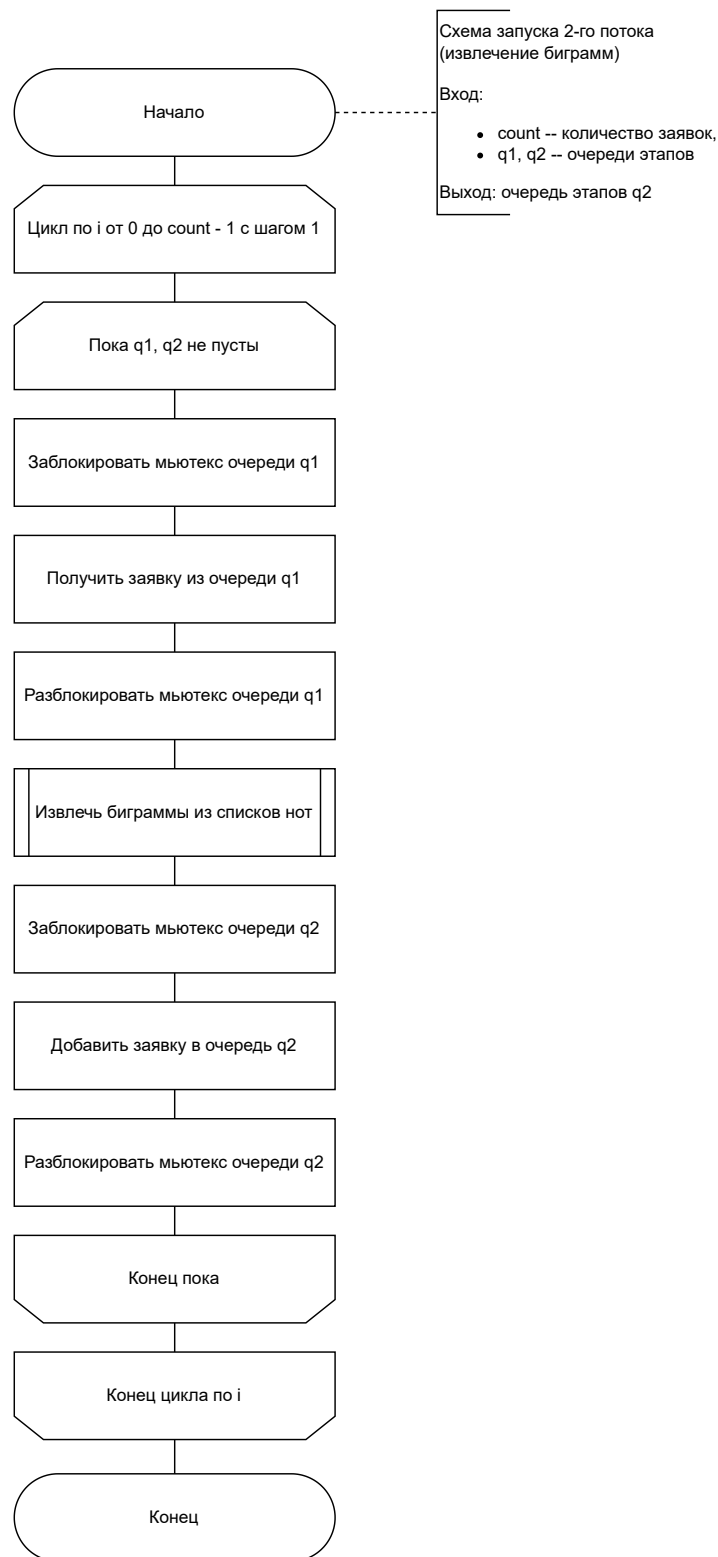 Схема запуска 2-го потока
(извлечение биграмм)
Вход:
• count -- количество заявок,
• q1, q2 -- очереди этапов
Выход: очередь этапов q2
Начало
Цикл по i от 0 до count - 1 с шагом 1
Пока q1, q2 не пусты
Заблокировать мьютекс очереди q1
Получить заявку из очереди q1
Разблокировать мьютекс очереди q1
Извлечь биграммы из списков нот
Заблокировать мьютекс очереди q2
Добавить заявку в очередь q2
Разблокировать мьютекс очереди q2
Конец пока
Конец цикла по i
Конец